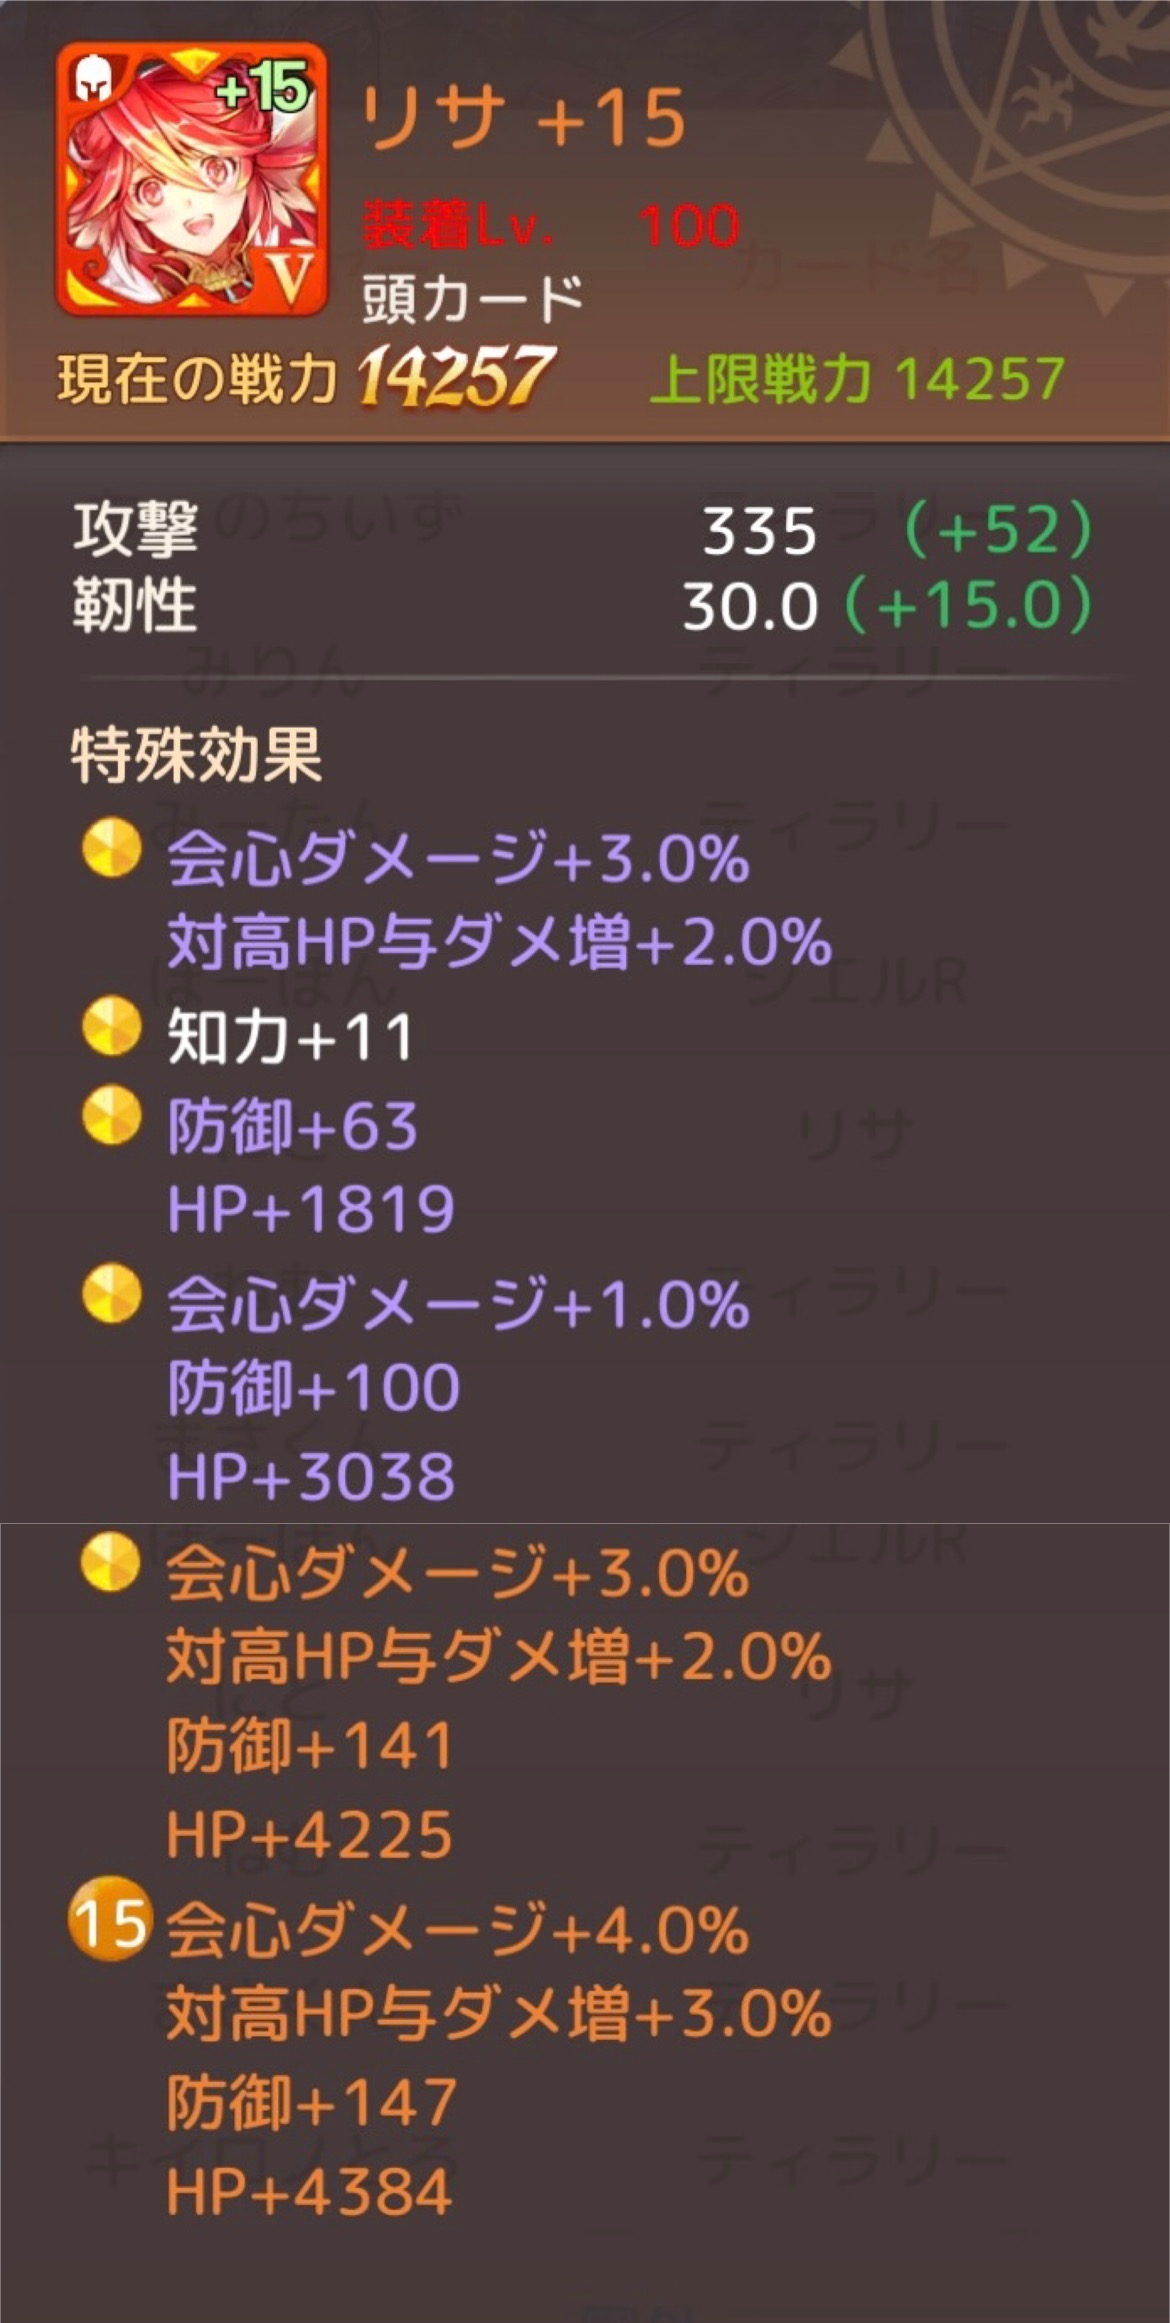 +15
V
リサ +15
装着Lv. 100
頭カード
現在の戦力 14257 上限戦力 14257
攻撃 335 (+52)
靭性 30.0 (+15.0)
特殊効果
会心ダメージ+3.0%
対高HP与ダメ増+2.0%
知力+11
防御+63
HP+1819
会心ダメージ+1.0%
防御+100
HP+3038
会心ダメージ+3.0%
対高HP与ダメ増+2.0%
防御+141
HP+4225
15 会心ダメージ+4.0%
対高HP与ダメ増+3.0%
防御+147
HP+4384